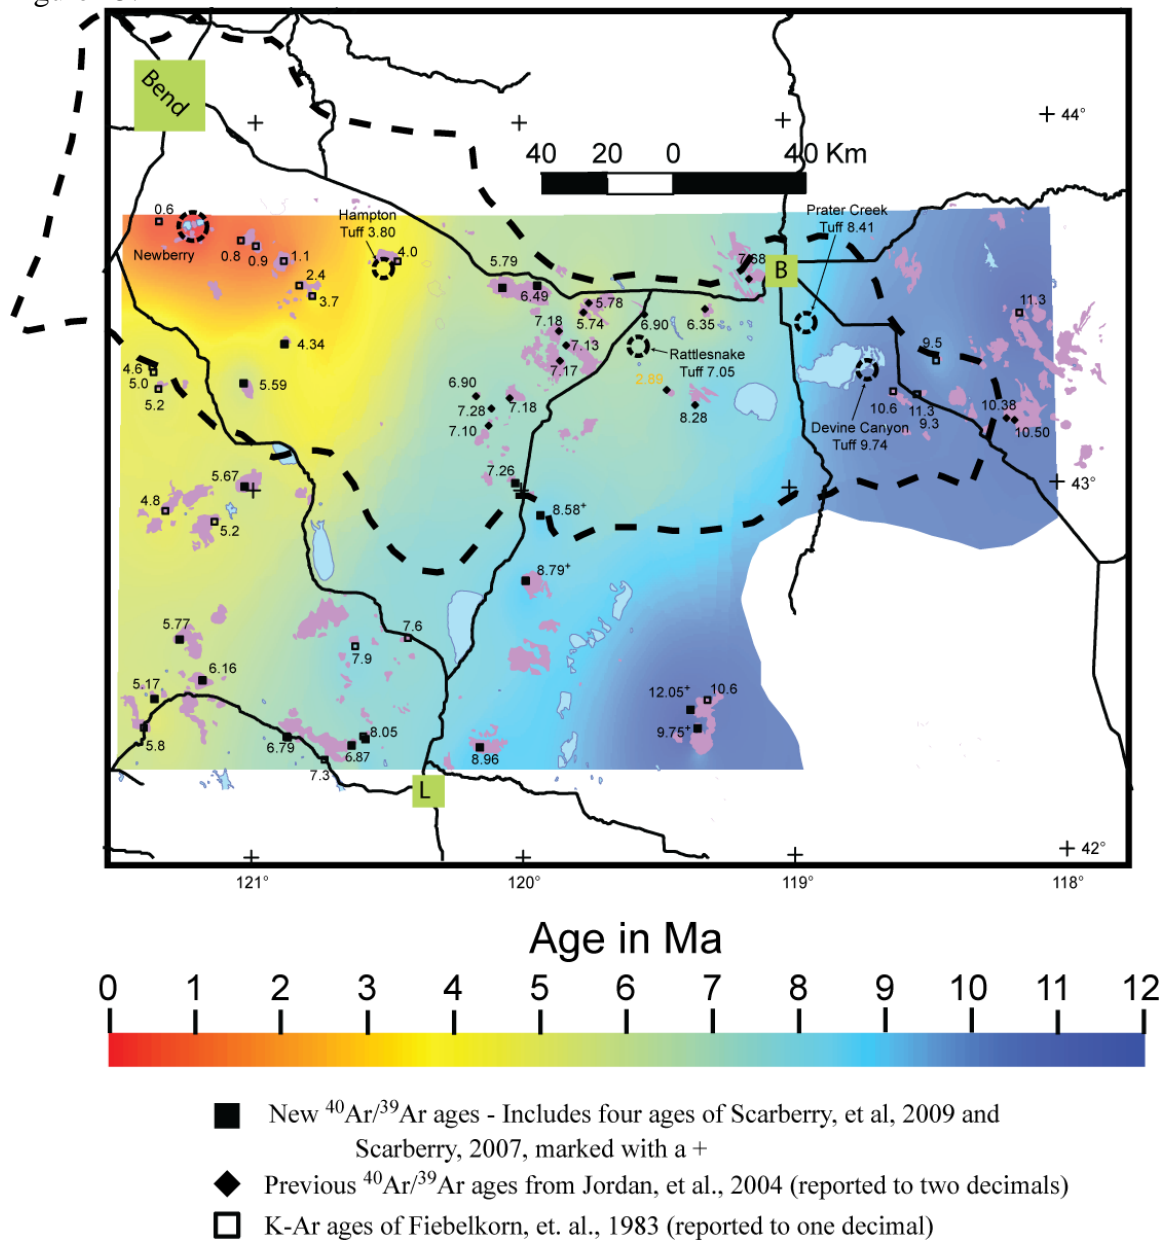 Bend
44°
40 20 0 40 Km
Prater Creek
Tuff 8.41
Hampton
Tuff 3.80
0.6
Newberry
0.8
0.9
1.1
2.4
3.7
4.0
5.79
6.49
7.68
B
11.3
5.78
5.74
6.90
6.35
7.18
7.13
7.17
Rattlesnake
Tuff 7.05
9.5
4.34
4.6
5.0
5.2
5.59
6.90
7.28
7.18
7.10
2.89
8.28
10.6
11.3
9.3
10.38
10.50
Devine Canyon
Tuff 9.74
5.67
7.26
43°
4.8
5.2
8.58+
8.79+
5.77
7.6
7.9
6.16
5.17
12.05+
10.6
5.8
6.79
8.05
6.87
7.3
8.96
9.75+
L
42°
121° 120° 119° 118°
Age in Ma
0 1 2 3 4 5 6 7 8 9 10 11 12
New 40Ar/39Ar ages - Includes four ages of Scarberry, et al, 2009 and
Scarberry, 2007, marked with a +
Previous 40Ar/39Ar ages from Jordan, et al., 2004 (reported to two decimals)
K-Ar ages of Fiebelkorn, et. al., 1983 (reported to one decimal)